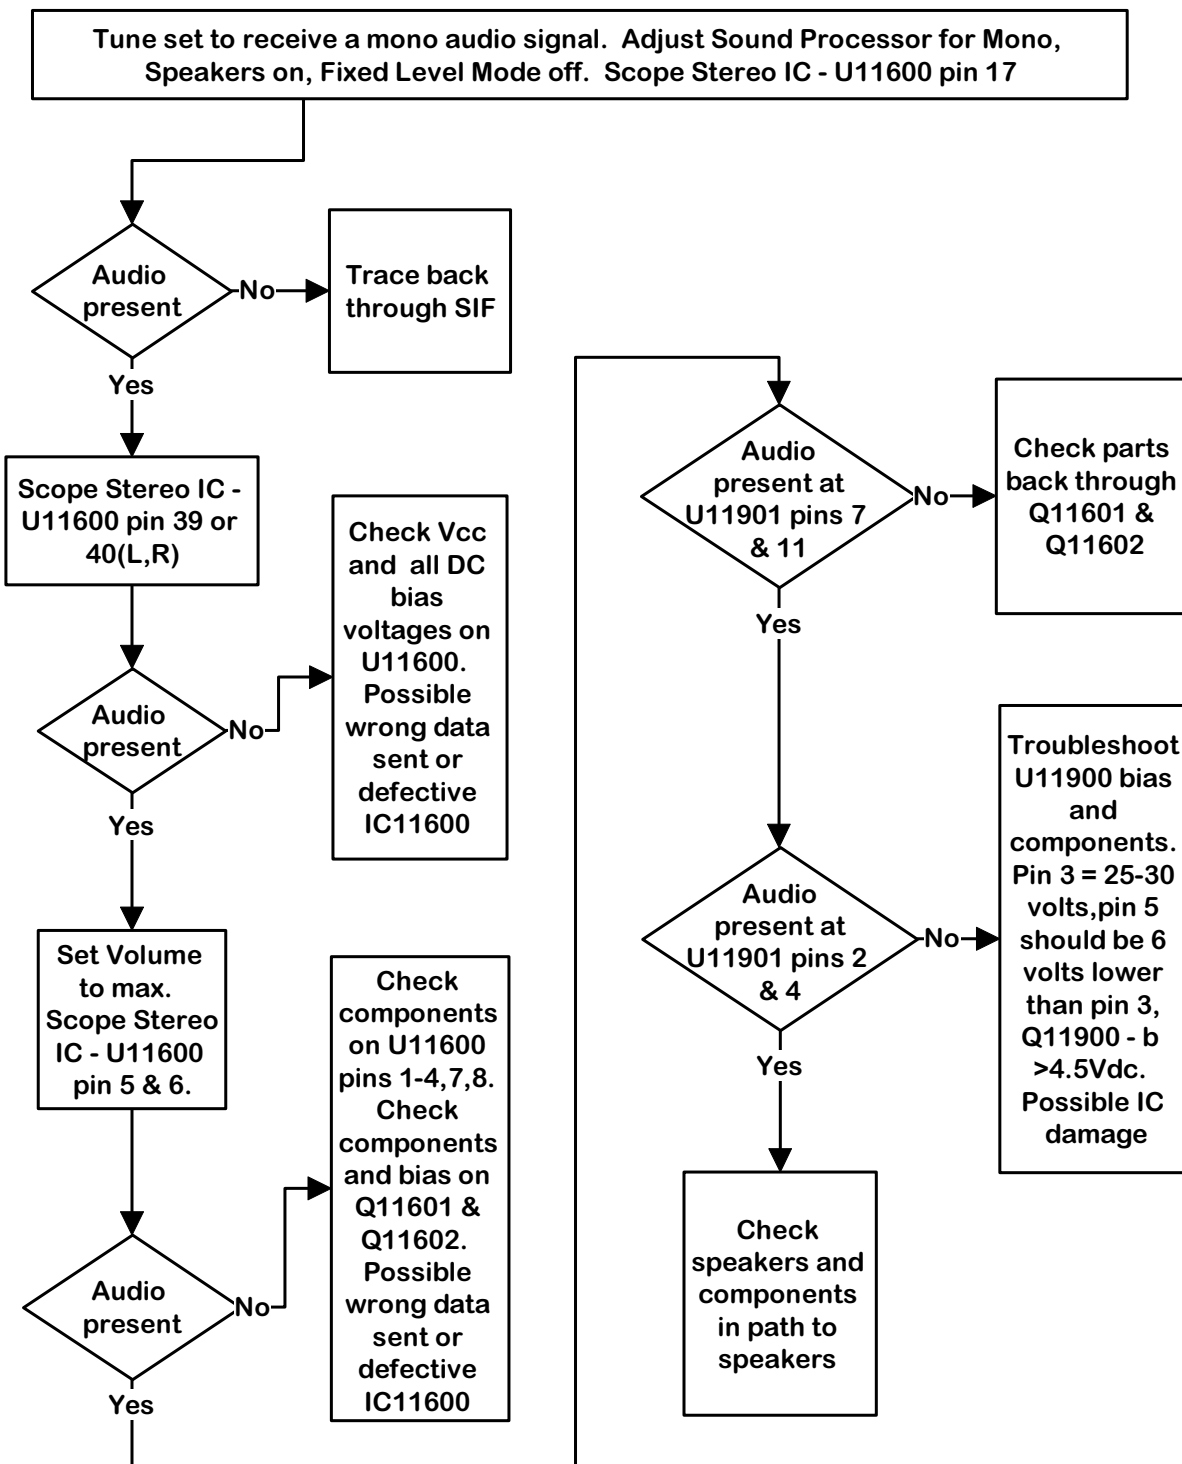 Tune set to receive a mono audio signal.  Adjust Sound Processor for Mono,
Speakers on, Fixed Level Mode off.  Scope Stereo IC - U11600 pin 17
Audio
present
No
Trace back
through SIF
Yes
Scope Stereo IC -
U11600 pin 39 or
40(L,R)
Audio
present
No
Check Vcc
and  all DC
bias
voltages on
U11600.
Possible
wrong data
sent or
defective
IC11600
Yes
Set Volume
to max.
Scope Stereo
IC - U11600
pin 5 & 6.
Audio
present
No
Check
components
on U11600
pins 1-4,7,8.
Check
components
and bias on
Q11601 &
Q11602.
Possible
wrong data
sent or
defective
IC11600
Yes
Audio
present at
U11901 pins 7
& 11
No
Check parts
back through
Q11601 &
Q11602
Yes
Audio
present at
U11901 pins 2
& 4
No
Troubleshoot
U11900 bias
and
components.
Pin 3 = 25-30
volts,pin 5
should be 6
volts lower
than pin 3,
Q11900 - b
>4.5Vdc.
Possible IC
damage
Yes
Check
speakers and
components
in path to
speakers